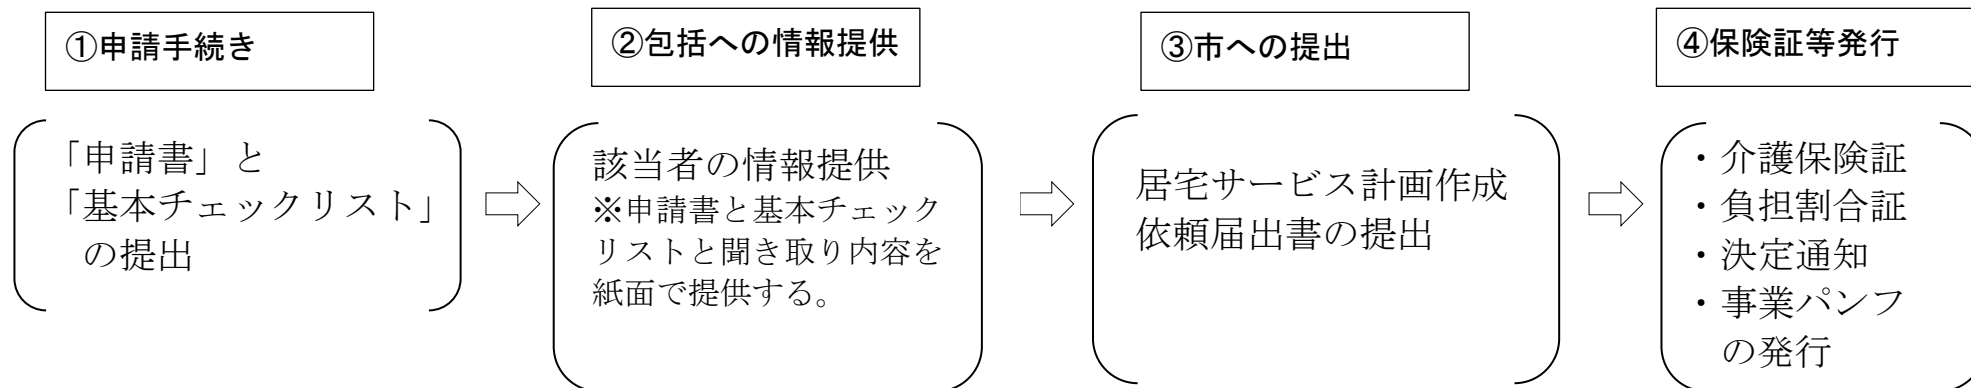 ①申請手続き
「申請書」と
「基本チェックリスト」
の提出
②包括への情報提供
該当者の情報提供
※申請書と基本チェック
リストと聞き取り内容を
紙面で提供する。
③市への提出
居宅サービス計画作成
依頼届出書の提出
④保険証等発行
・介護保険証
・負担割合証
・決定通知
・事業パンフ
の発行